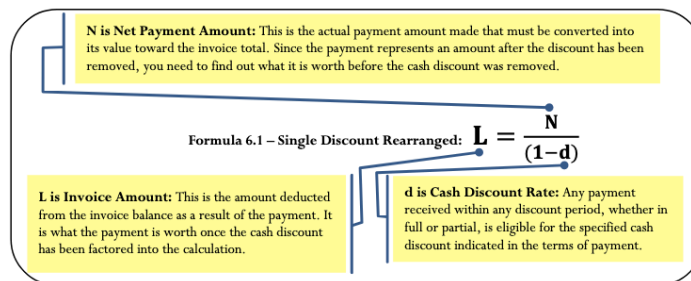 N is Net Payment Amount: This is the actual payment amount made that must be converted into
its value toward the invoice total. Since the payment represents an amount after the discount has been
removed, you need to find out what it is worth before the cash discount was removed.
Formula 6.1 – Single Discount Rearranged: L = N / (1–d)
L is Invoice Amount: This is the amount deducted
from the invoice balance as a result of the payment. It
is what the payment is worth once the cash discount
has been factored into the calculation.
d is Cash Discount Rate: Any payment
received within any discount period, whether in
full or partial, is eligible for the specified cash
discount indicated in the terms of payment.